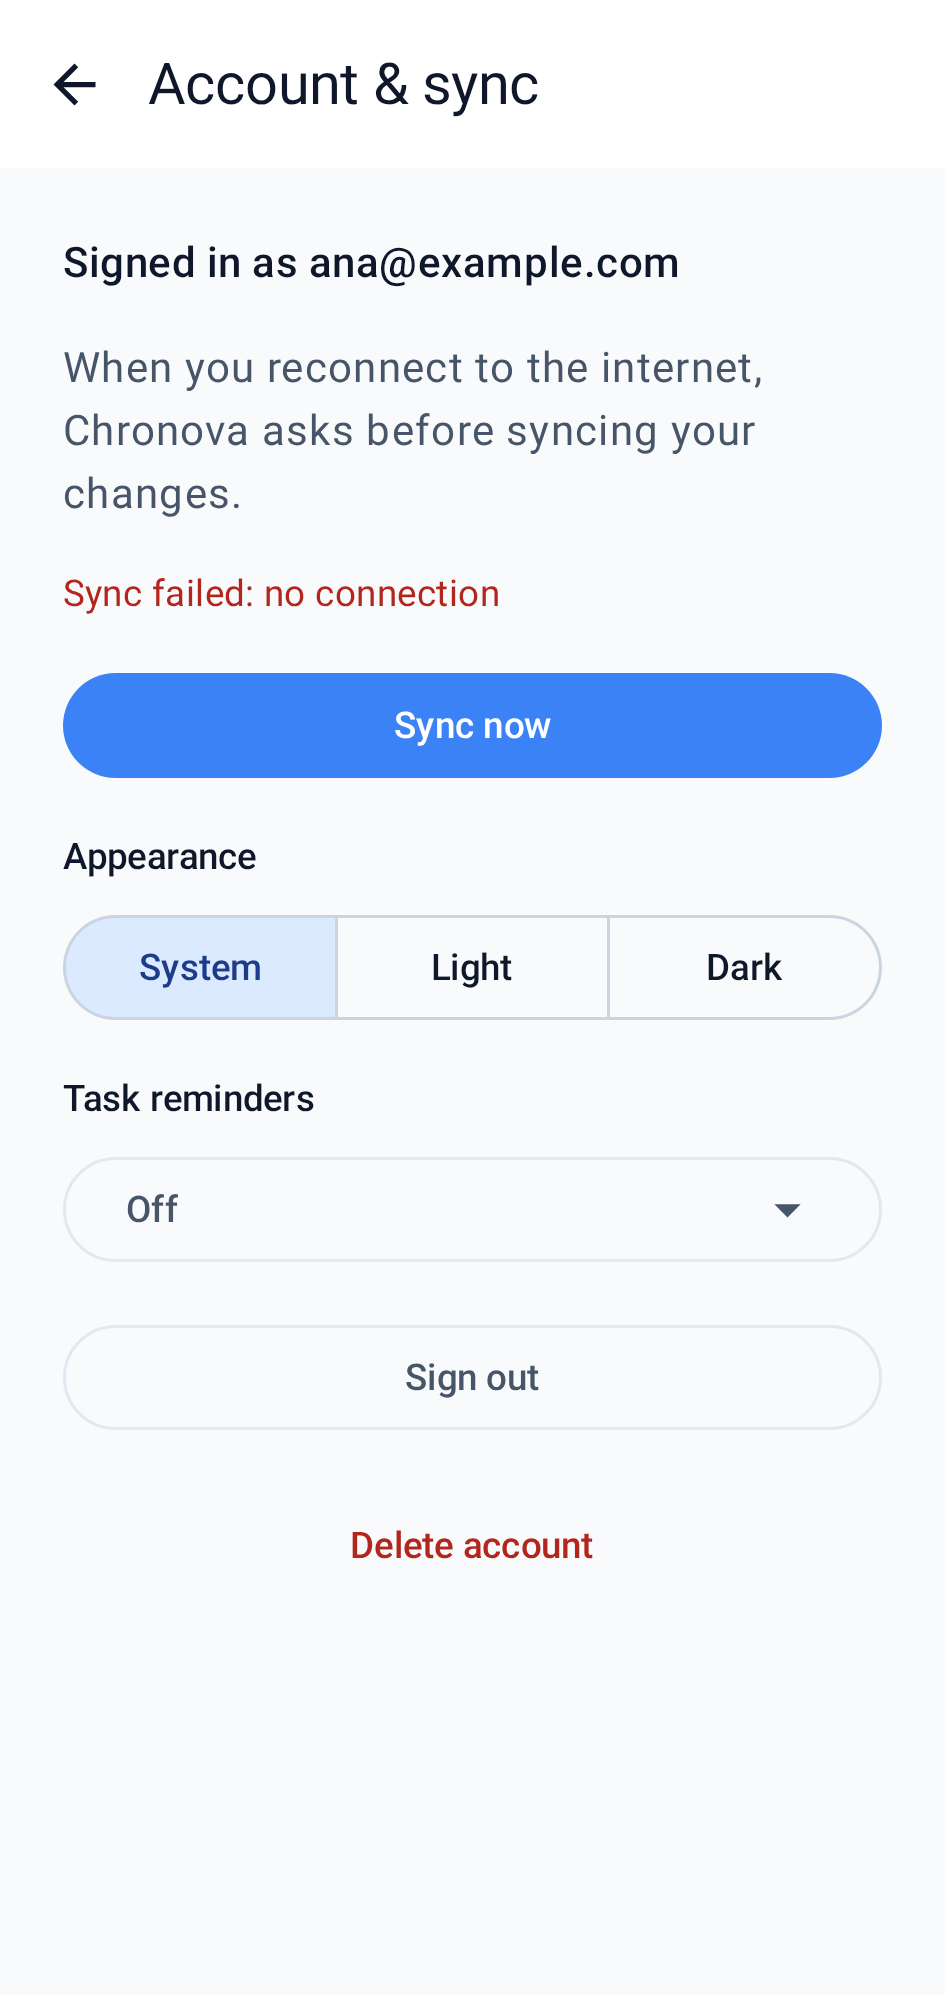 Account & sync
Signed in as ana@example.com
When you reconnect to the internet,
Chronova asks before syncing your
changes.
Sync failed: no connection
Sync now
Appearance
System Light Dark
Task reminders
Off
Sign out
Delete account